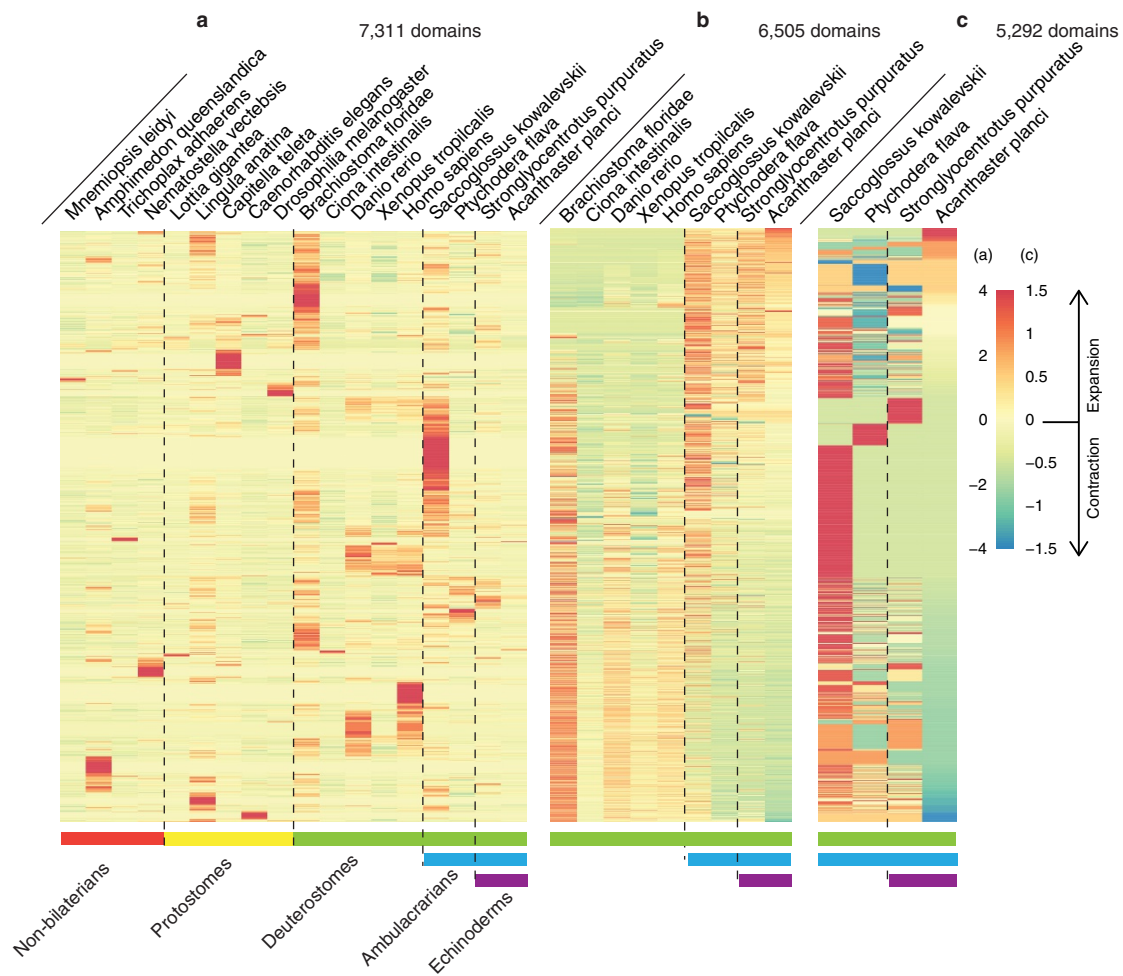 a
7,311 domains
Mnemiopsis leidyi
Amphimedon queenslandica
Trichoplax adhaerens
Nematostella vectebsis
Lottia gigantea
Lingula anatina
Capitella teleta
Caenorhabditis elegans
Drosophilia melanogaster
Branchiostoma floridae
Ciona intestinalis
Danio rerio
Xenopus tropilcalis
Homo sapiens
Saccoglossus kowalevskii
Ptychodera flava
Stronglyocentrotus purpuratus
Acanthaster planci
b
6,505 domains
Branchiostoma floridae
Ciona intestinalis
Danio rerio
Xenopus tropilcalis
Homo sapiens
Saccoglossus kowalevskii
Ptychodera flava
Stronglyocentrotus purpuratus
Acanthaster planci
c
5,292 domains
Saccoglossus kowalevskii
Ptychodera flava
Stronglyocentrotus purpuratus
Acanthaster planci
(a)
(c)
4
1.5
1
2
0.5
0
0
−0.5
−2
−1
−4
−1.5
Expansion
Contraction
Non-bilaterians
Protostomes
Deuterostomes
Ambulacrarians
Echinoderms